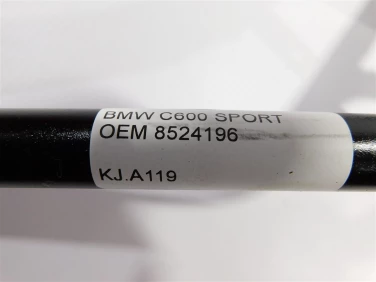 BMW C600 SPORT
OEM 8524196
KJ.A119